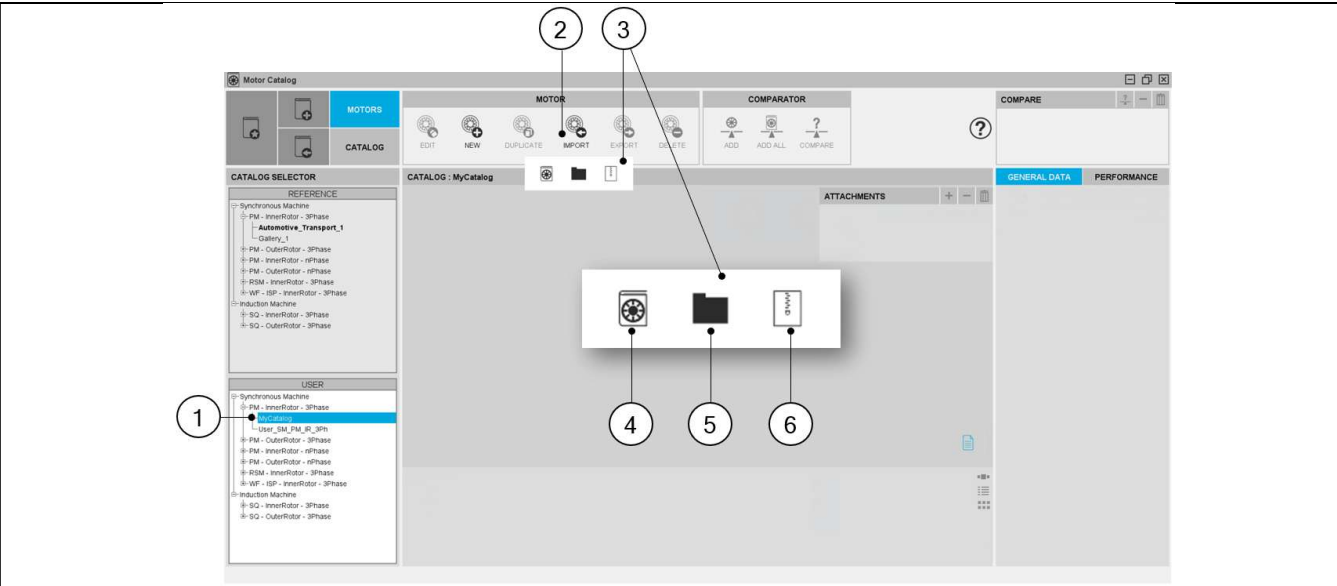 2
3
Motor Catalog
MOTORS
CATALOG
MOTOR
EDIT
NEW
DUPLICATE
IMPORT
EXPORT
DELETE
COMPARATOR
ADD
ADD ALL
COMPARE
?
COMPARE
CATALOG SELECTOR
REFERENCE
Synchronous Machine
PM - InnerRotor - 3Phase
Automotive_Transport_1
Gallery_1
PM - OuterRotor - 3Phase
PM - InnerRotor - nPhase
PM - OuterRotor - nPhase
RSM - InnerRotor - 3Phase
WF - ISP - InnerRotor - 3Phase
Induction Machine
SQ - InnerRotor - 3Phase
SQ - OuterRotor - 3Phase
CATALOG : MyCatalog
ATTACHMENTS
GENERAL DATA
PERFORMANCE
4
5
6
USER
Synchronous Machine
PM - InnerRotor - 3Phase
1
MyCatalog
User_SM_PM_IR_3Ph
PM - OuterRotor - 3Phase
PM - InnerRotor - nPhase
PM - OuterRotor - nPhase
RSM - InnerRotor - 3Phase
WF - ISP - InnerRotor - 3Phase
Induction Machine
SQ - InnerRotor - 3Phase
SQ - OuterRotor - 3Phase